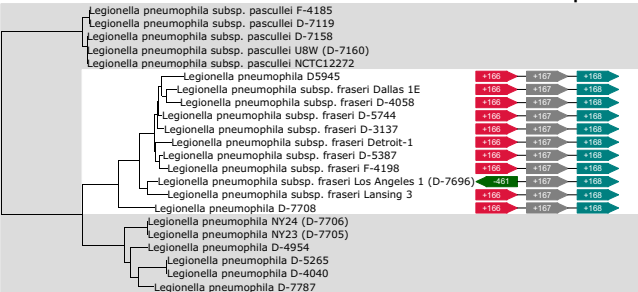 Legionella pneumophila subsp. pascullei F-4185
Legionella pneumophila subsp. pascullei D-7119
Legionella pneumophila subsp. pascullei D-7158
Legionella pneumophila subsp. pascullei U8W (D-7160)
Legionella pneumophila subsp. pascullei NCTC12272
Legionella pneumophila D5945 +166 +167 +168
Legionella pneumophila subsp. fraseri Dallas 1E +166 +167 +168
Legionella pneumophila subsp. fraseri D-4058 +166 +167 +168
Legionella pneumophila subsp. fraseri D-5744 +166 +167 +168
Legionella pneumophila subsp. fraseri D-3137 +166 +167 +168
Legionella pneumophila subsp. fraseri Detroit-1 +166 +167 +168
Legionella pneumophila subsp. fraseri D-5387 +166 +167 +168
Legionella pneumophila subsp. fraseri F-4198 +166 +167 +168
Legionella pneumophila subsp. fraseri Los Angeles 1 (D-7696) -461 +167 +168
Legionella pneumophila subsp. fraseri Lansing 3 +166 +167 +168
Legionella pneumophila D-7708 +166 +167 +168
Legionella pneumophila NY24 (D-7706)
Legionella pneumophila NY23 (D-7705)
Legionella pneumophila D-4954
Legionella pneumophila D-5265
Legionella pneumophila D-4040
Legionella pneumophila D-7787